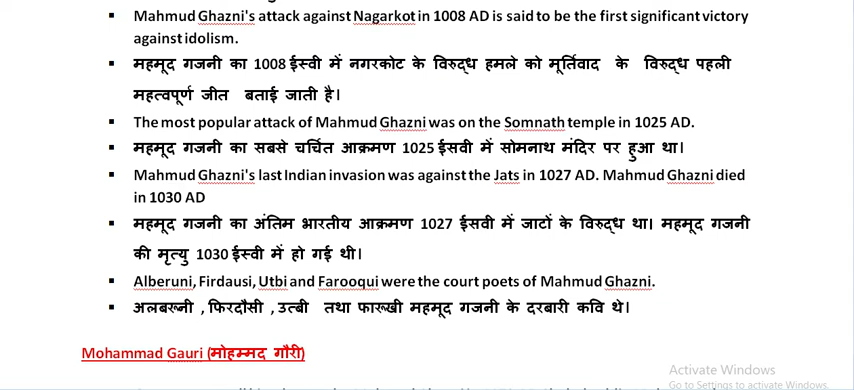 ▪ Mahmud Ghazni's attack against Nagarkot in 1008 AD is said to be the first significant victory
against idolism.
▪ महमूद गजनी का 1008 ईस्वी में नगरकोट के विरुद्ध हमले को मूर्तिवाद के विरुद्ध पहली
महत्वपूर्ण जीत बताई जाती है।
▪ The most popular attack of Mahmud Ghazni was on the Somnath temple in 1025 AD.
▪ महमूद गजनी का सबसे चर्चित आक्रमण 1025 ईसवी में सोमनाथ मंदिर पर हुआ था।
▪ Mahmud Ghazni's last Indian invasion was against the Jats in 1027 AD. Mahmud Ghazni died
in 1030 AD
▪ महमूद गजनी का अंतिम भारतीय आक्रमण 1027 ईसवी में जाटों के विरुद्ध था। महमूद गजनी
की मृत्यु 1030 ईस्वी में हो गई थी।
▪ Alberuni, Firdausi, Utbi and Farooqui were the court poets of Mahmud Ghazni.
▪ अलबरूनी , फिरदौसी , उत्बी तथा फारूखी महमूद गजनी के दरबारी कवि थे।
Mohammad Gauri (मोहम्मद गौरी)
Activate Windows
Go to Settings to activate Windows.